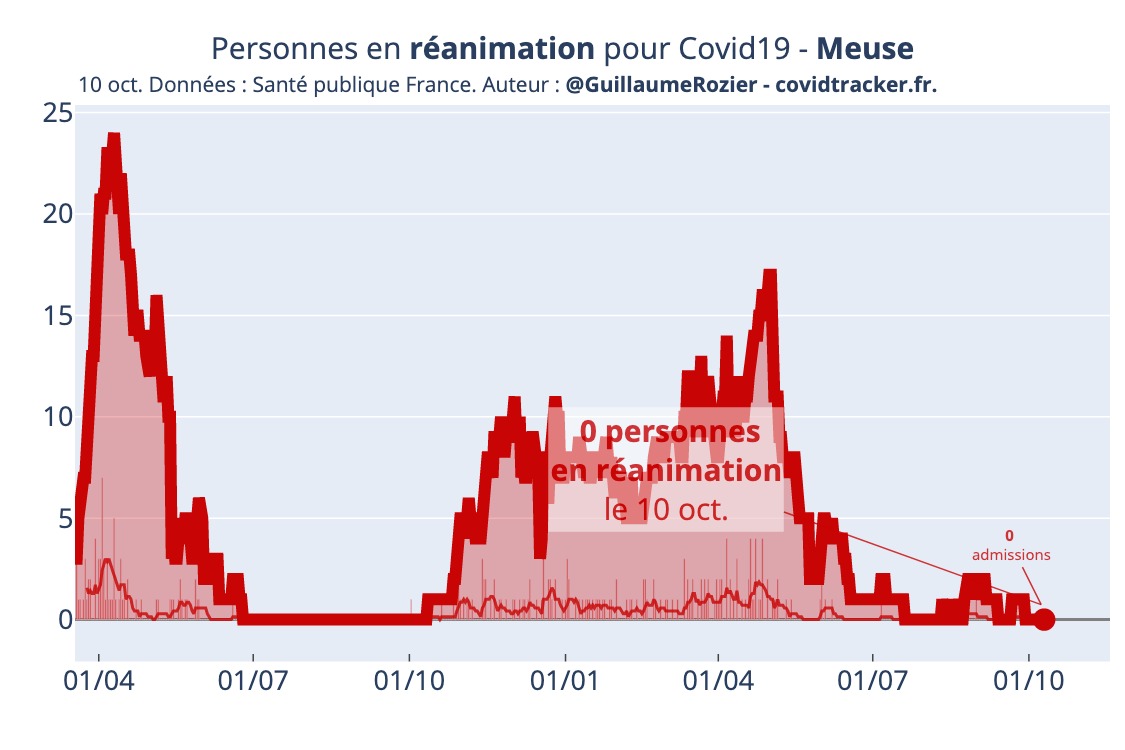 Personnes en réanimation pour Covid19 - Meuse
10 oct. Données : Santé publique France. Auteur : @GuillaumeRozier - covidtracker.fr.
25
20
15
10
5
0
0 personnes
en réanimation
le 10 oct.
0
admissions
01/04
01/07
01/10
01/01
01/04
01/07
01/10